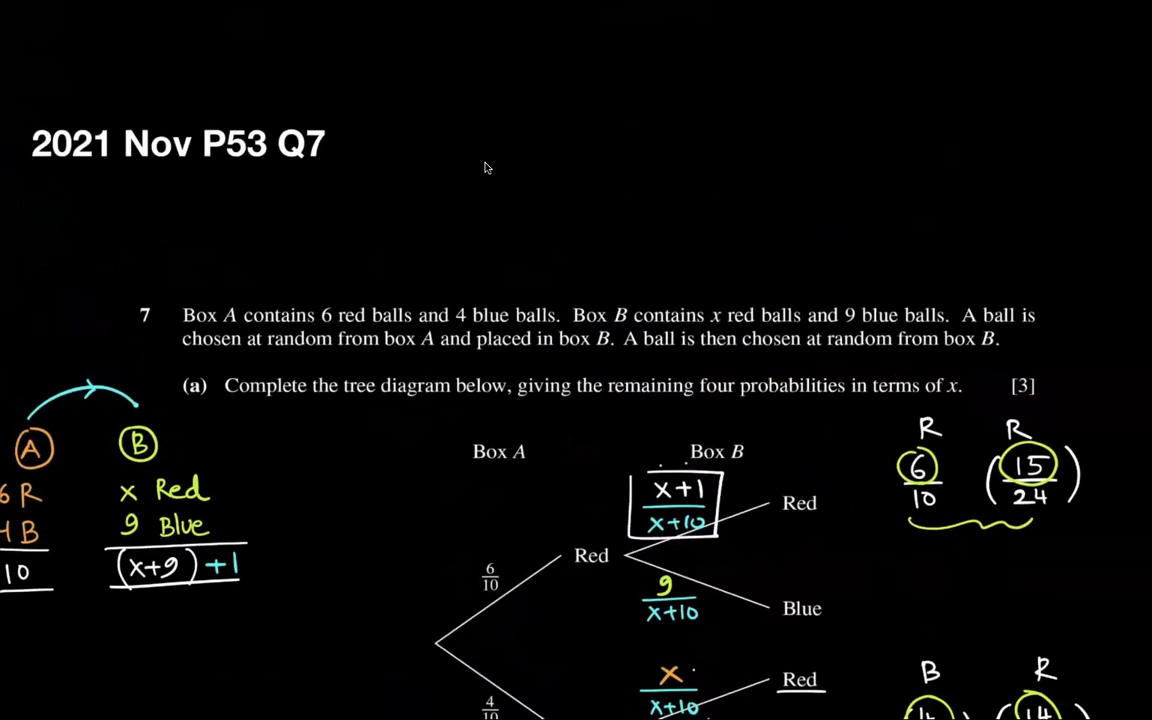 2021 Nov P53 Q7
7 Box A contains 6 red balls and 4 blue balls. Box B contains x red balls and 9 blue balls. A ball is
chosen at random from box A and placed in box B. A ball is then chosen at random from box B.
(a) Complete the tree diagram below, giving the remaining four probabilities in terms of x. [3]
A
6 R
4 B
10
B
x Red
9 Blue
(x+9) +1
Box A
Box B
6/10
Red
x+1/x+10
Red
9/x+10
Blue
4/10
x/x+10
Red
R R
6/10 (15/24)
B R
14